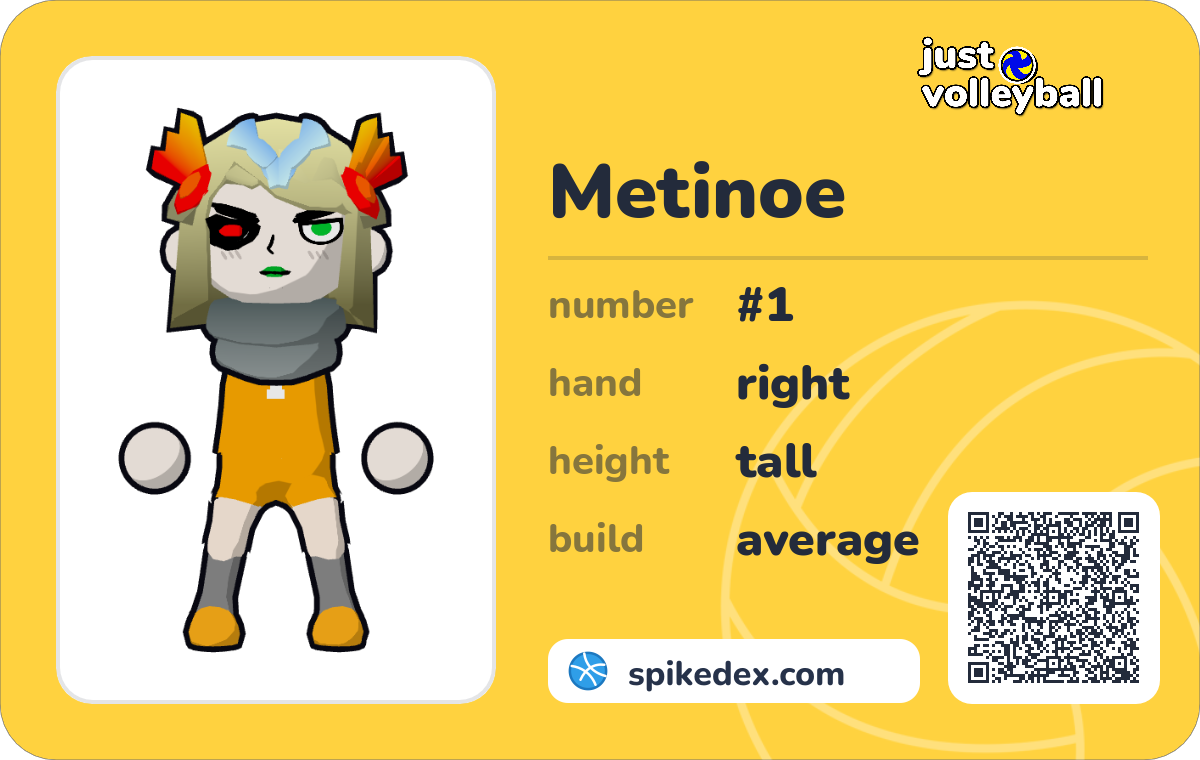 just
volleyball
Metinoe
number #1
hand right
height tall
build average
spikedex.com